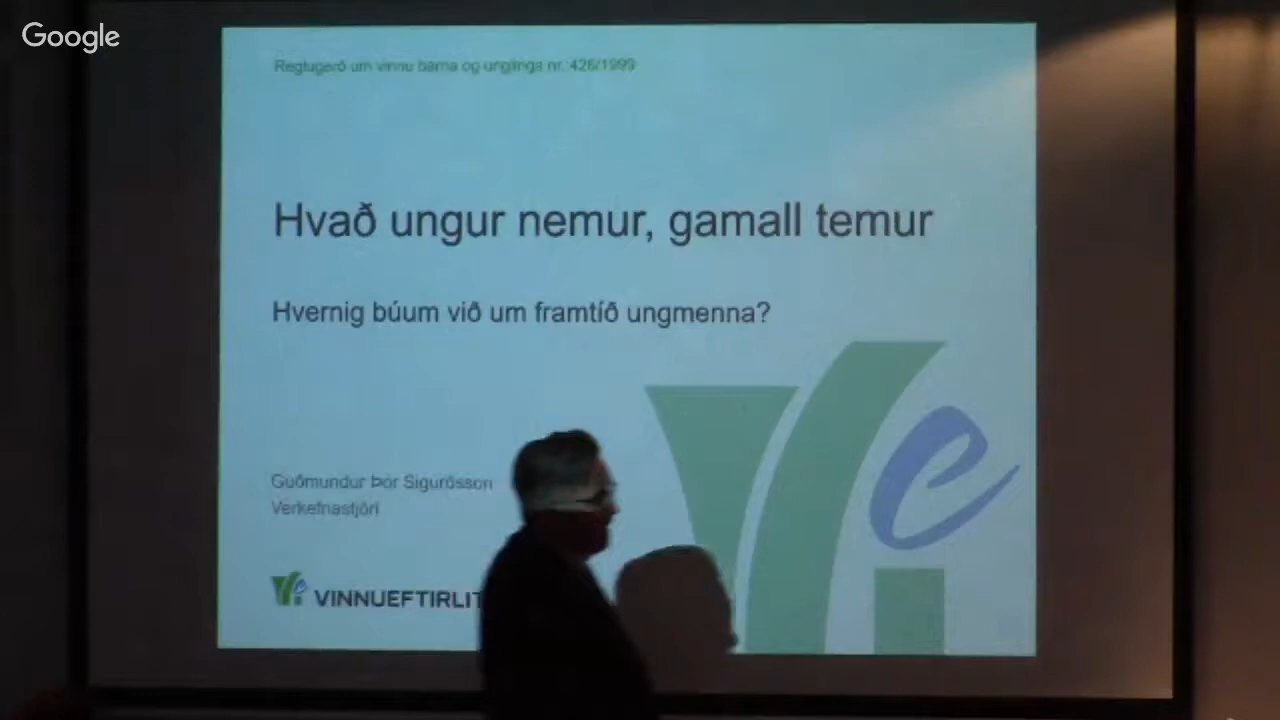 Google
Reglugerð um vinnu barna og unglinga nr. 426/1999
Hvað ungur nemur, gamall temur
Hvernig búum við um framtíð ungmenna?
Guðmundur Þór Sigurðsson
Verkefnastjóri
VINNUEFTIRLIT